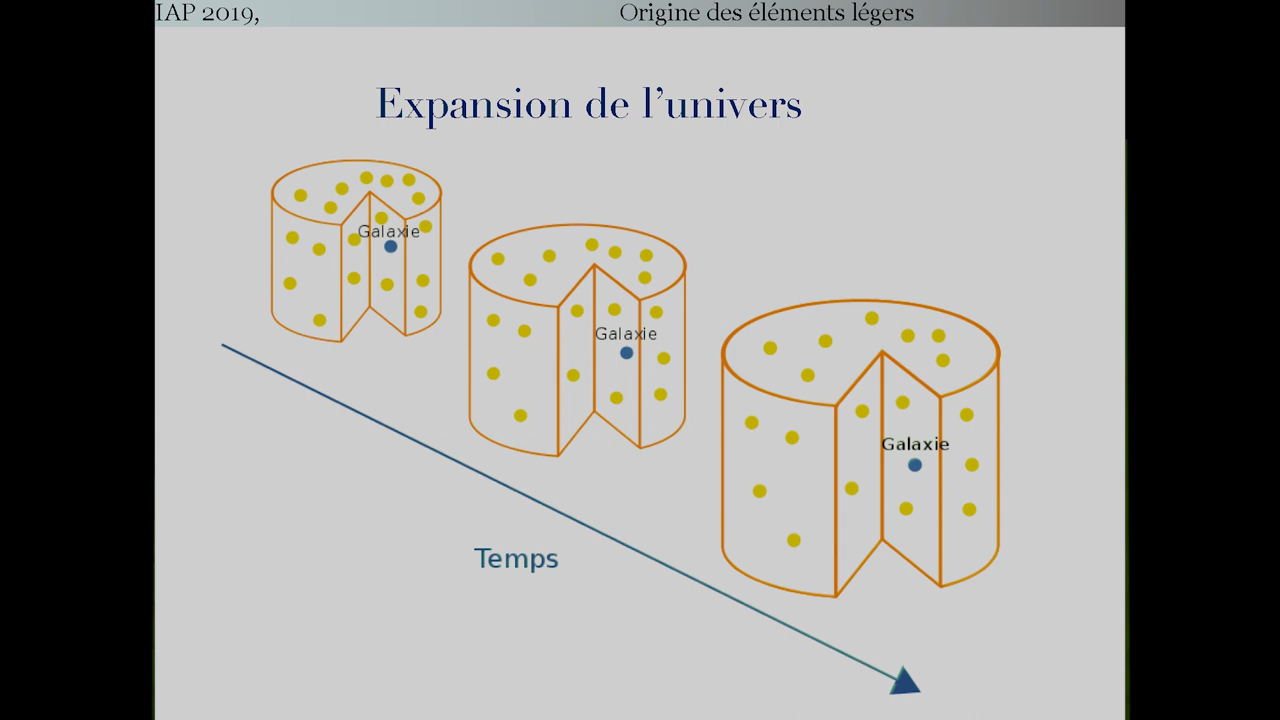 IAP 2019,
Origine des éléments légers
Expansion de l'univers
Galaxie
Galaxie
Galaxie
Temps